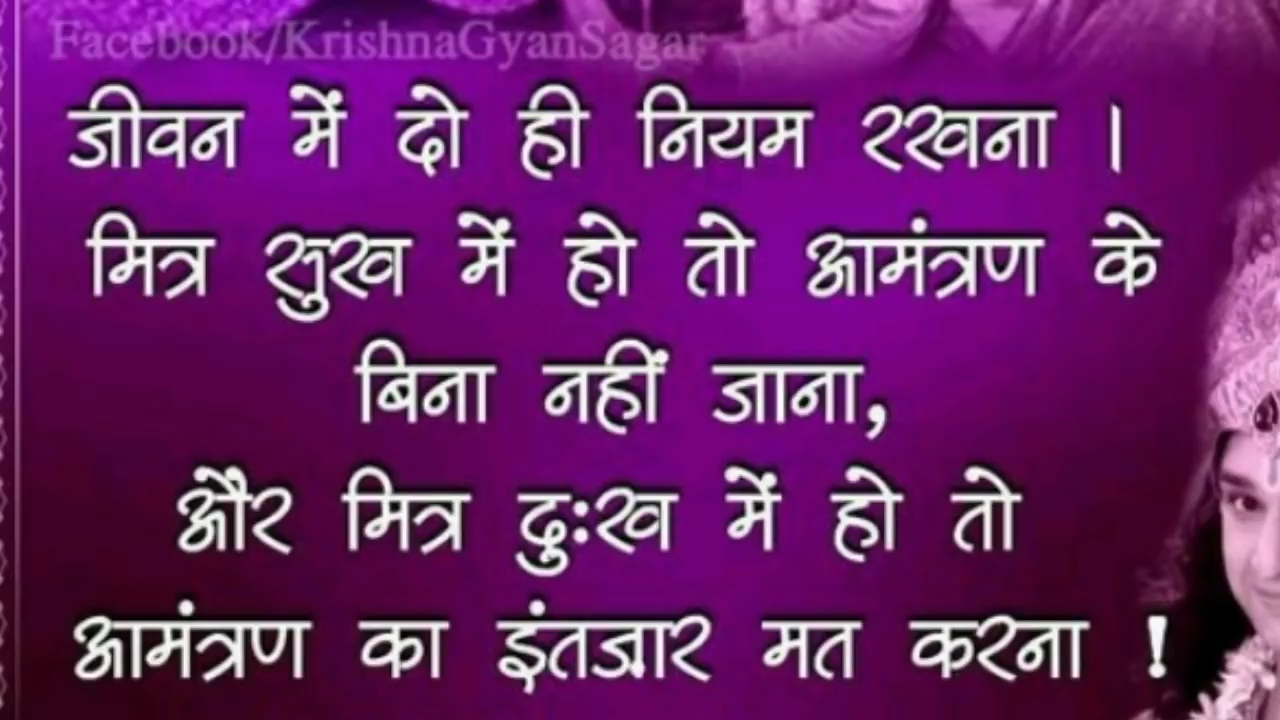 Facebook/KrishnaGyanSagar
जीवन में दो ही नियम रखना ।
मित्र सुख में हो तो आमंत्रण के
बिना नहीं जाना,
और मित्र दुःख में हो तो
आमंत्रण का इंतजार मत करना !